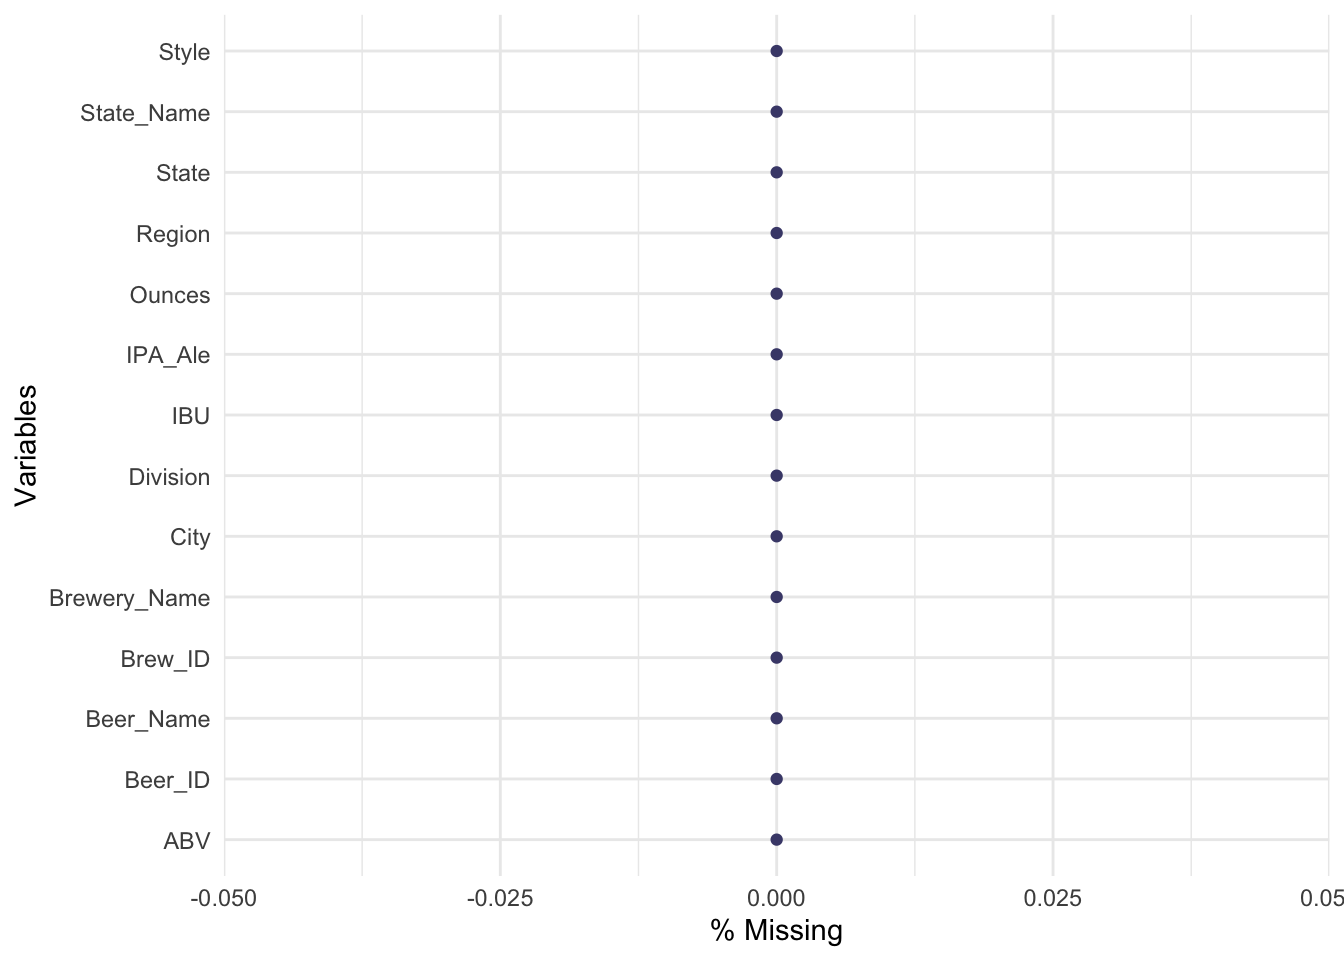 Style
State_Name
State
Region
Ounces
IPA_Ale
IBU
Division
City
Brewery_Name
Brew_ID
Beer_Name
Beer_ID
ABV
Variables
-0.050 -0.025 0.000 0.025 0.05
% Missing